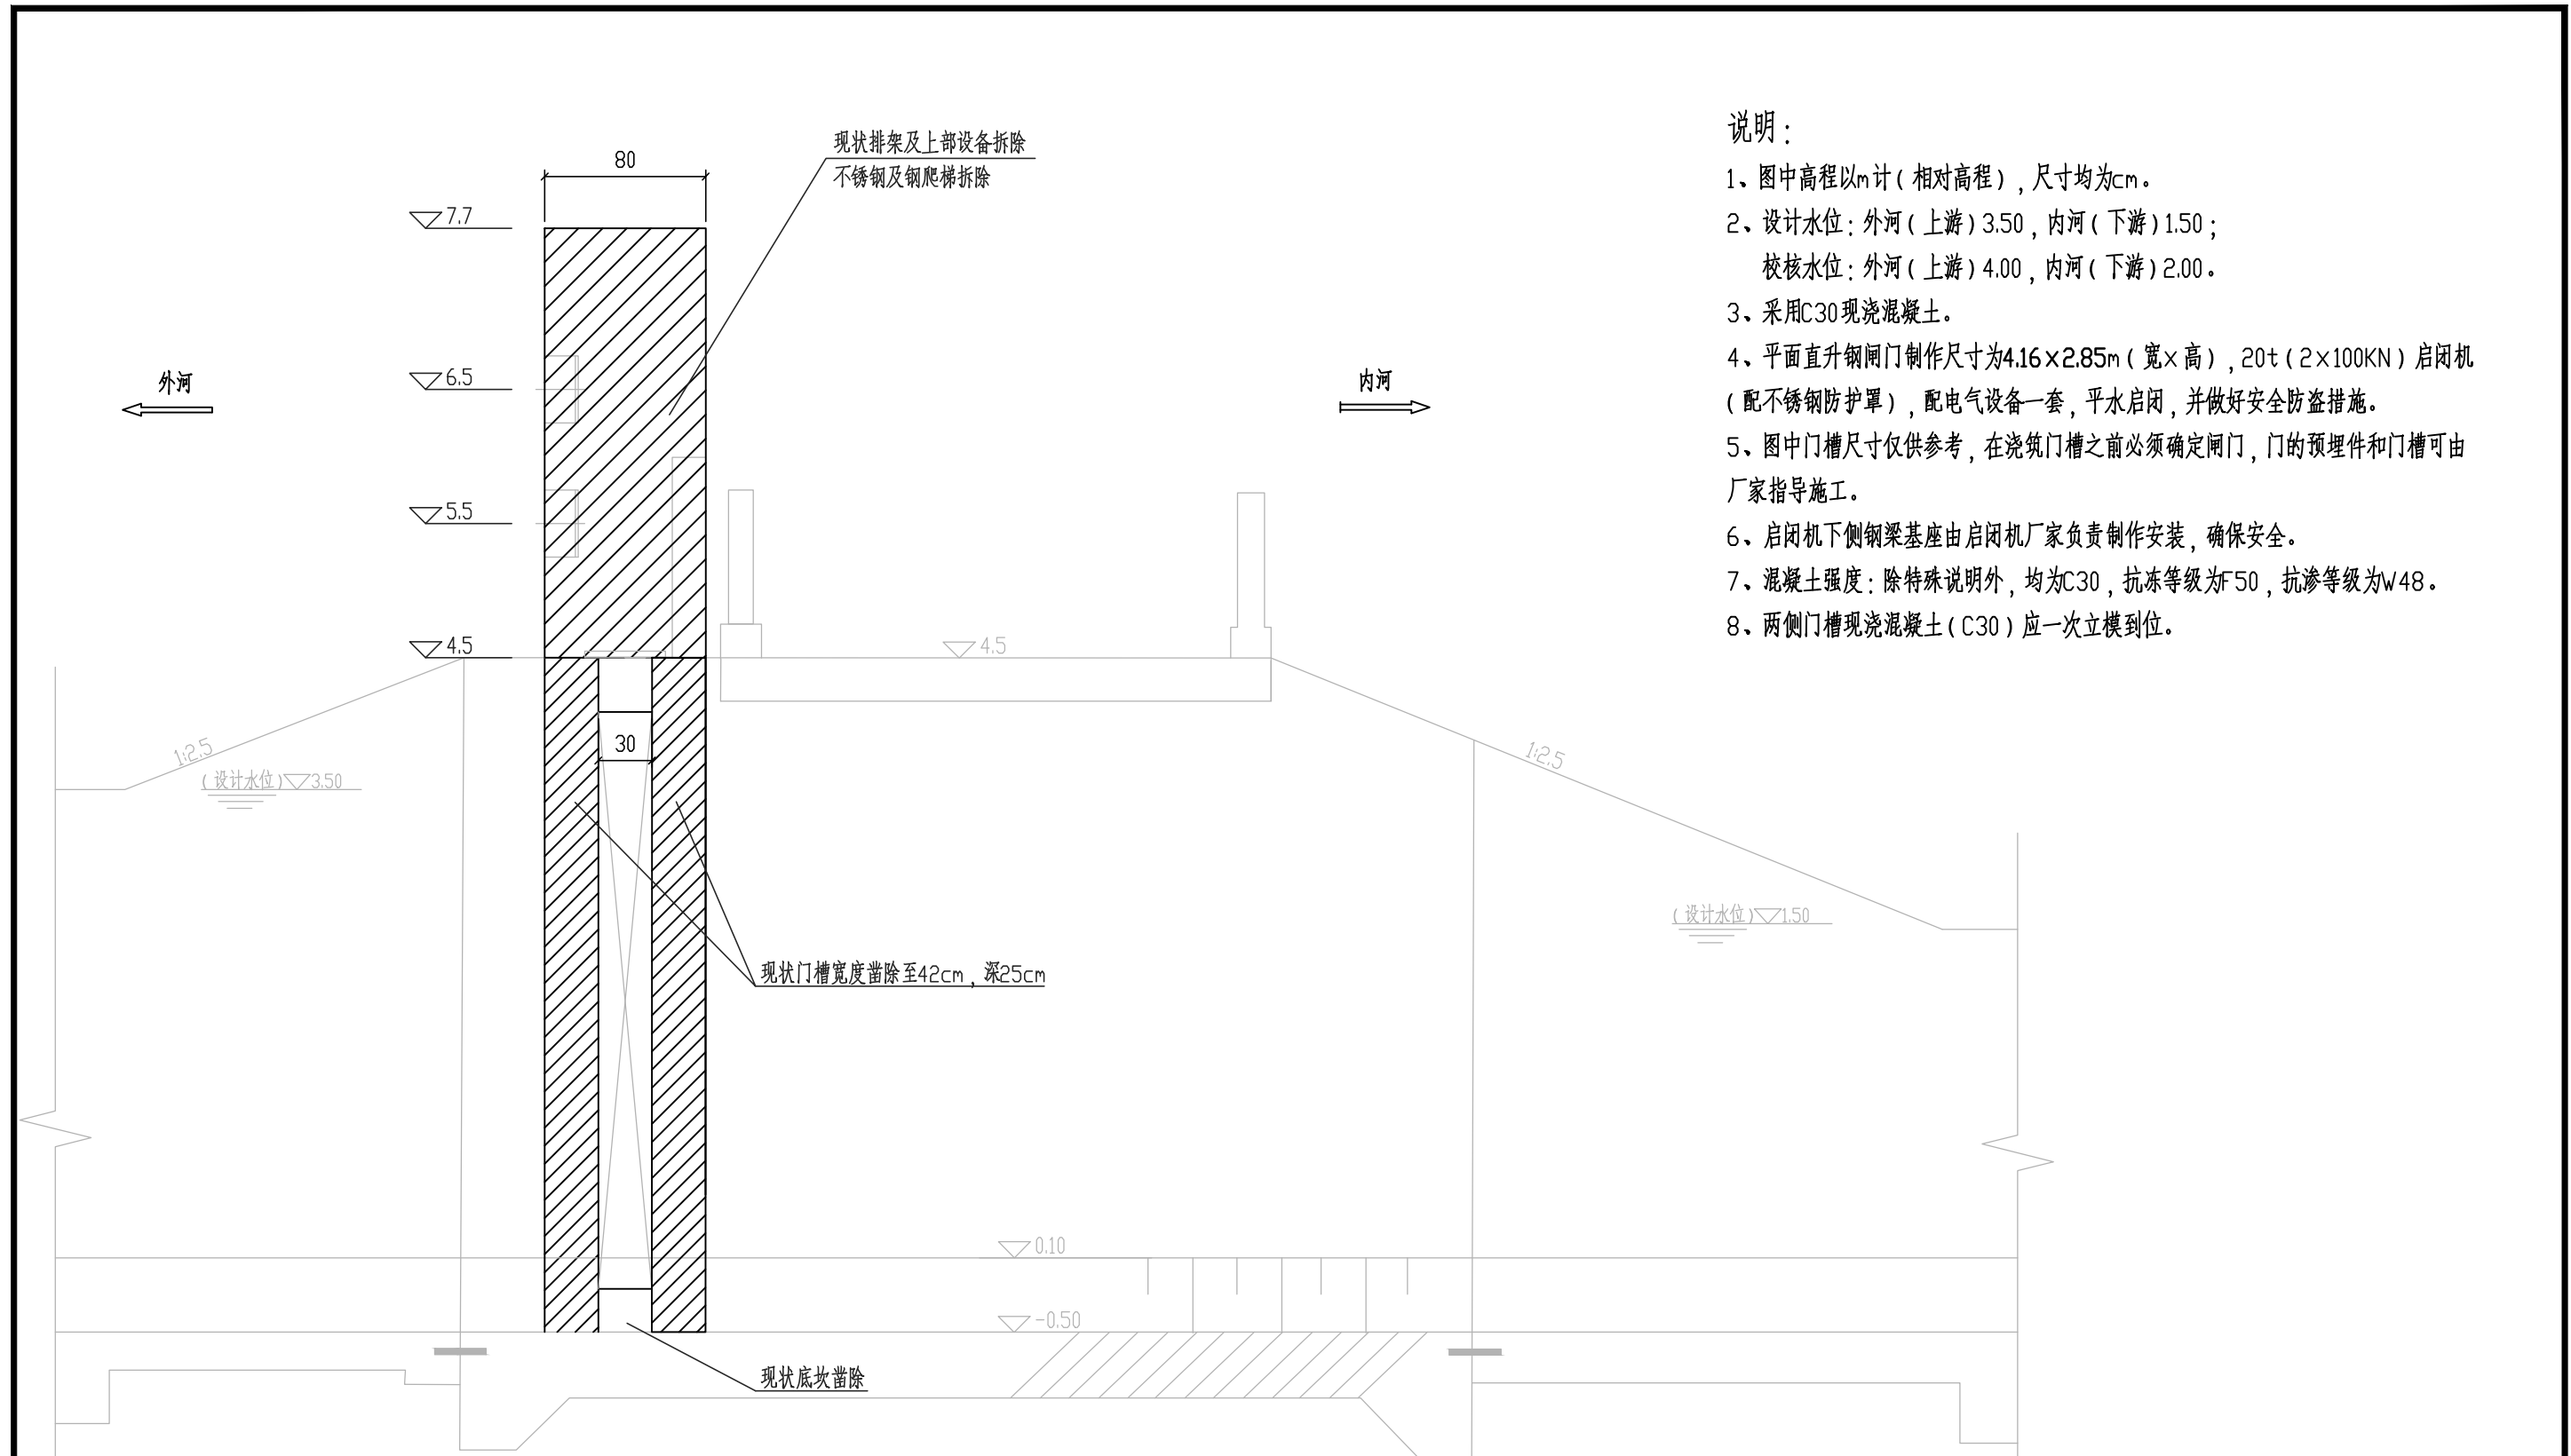 现状排架及上部设备拆除
不锈钢及钢爬梯拆除
80
7.7
6.5
5.5
4.5
外河
内河
说明：
1、图中高程以m计（相对高程），尺寸均为cm。
2、设计水位：外河（上游）3.50，内河（下游）1.50；
校核水位：外河（上游）4.00，内河（下游）2.00。
3、采用C30现浇混凝土。
4、平面直升钢闸门制作尺寸为4.16×2.85m（宽×高），20t（2×100KN）启闭机
（配不锈钢防护罩），配电气设备一套，平水启闭，并做好安全防盗措施。
5、图中门槽尺寸仅供参考，在浇筑门槽之前必须确定闸门，门的预埋件和门槽可由
厂家指导施工。
6、启闭机下侧钢梁基座由启闭机厂家负责制作安装，确保安全。
7、混凝土强度：除特殊说明外，均为C30，抗冻等级为F50，抗渗等级为W48。
8、两侧门槽现浇混凝土（C30）应一次立模到位。
4.5
1:2.5
（设计水位）3.50
30
1:2.5
（设计水位）1.50
现状门槽宽度凿除至42cm，深25cm
0.10
-0.50
现状底坎凿除